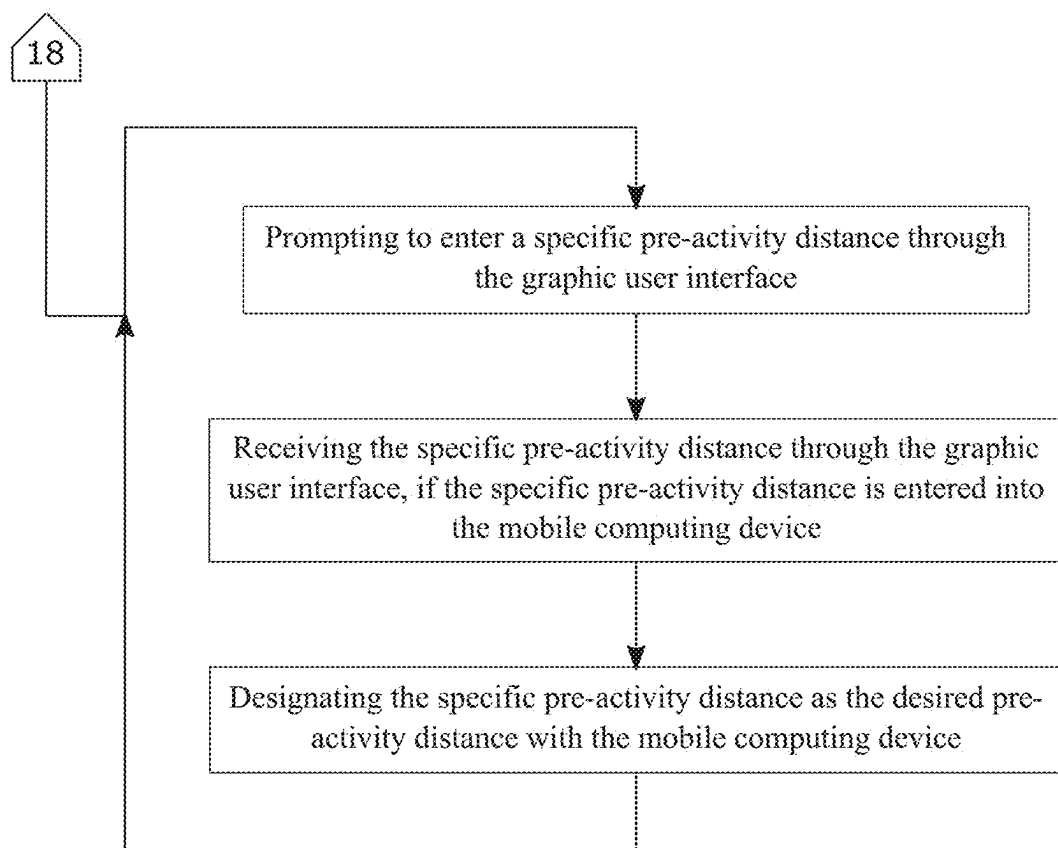 18
Prompting to enter a specific pre-activity distance through
the graphic user interface
Receiving the specific pre-activity distance through the graphic
user interface, if the specific pre-activity distance is entered into
the mobile computing device
Designating the specific pre-activity distance as the desired pre-
activity distance with the mobile computing device